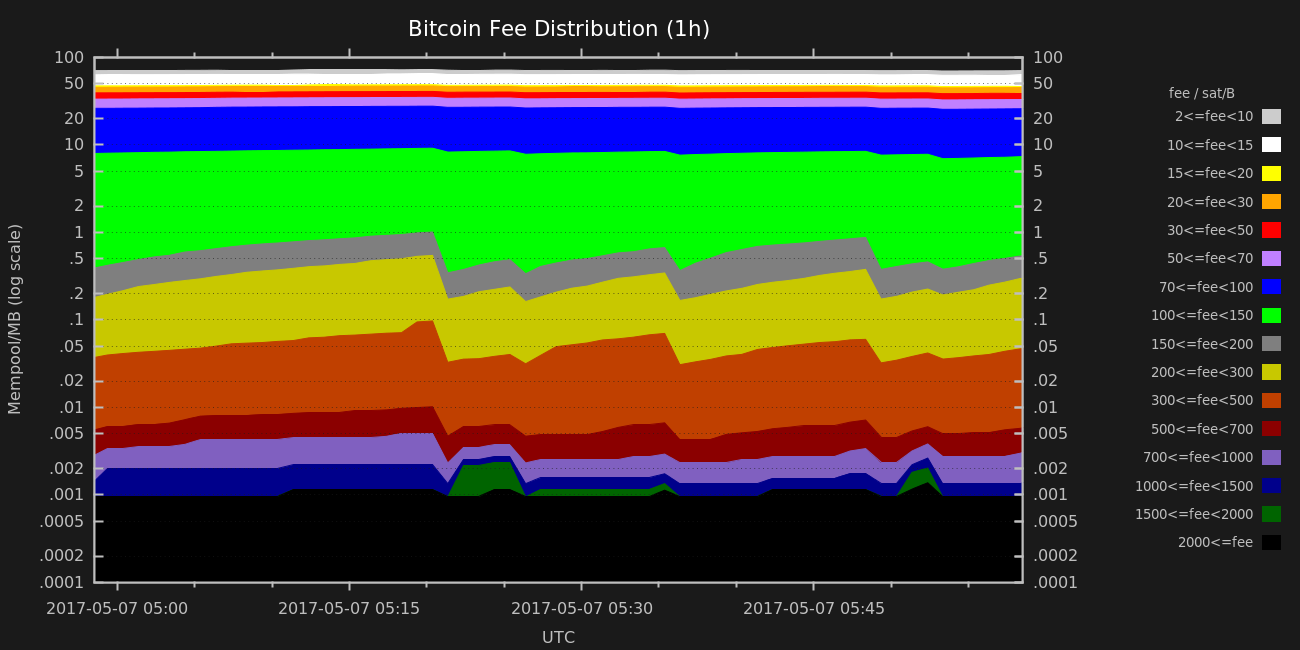 Bitcoin Fee Distribution (1h)
100
50
20
10
5
2
1
.5
.2
.1
.05
.02
.01
.005
.002
.001
.0005
.0002
.0001
Mempool/MB (log scale)
100
50
20
10
5
2
1
.5
.2
.1
.05
.02
.01
.005
.002
.001
.0005
.0002
.0001
2017-05-07 05:00
2017-05-07 05:15
2017-05-07 05:30
2017-05-07 05:45
UTC
fee / sat/B
2<=fee<10
10<=fee<15
15<=fee<20
20<=fee<30
30<=fee<50
50<=fee<70
70<=fee<100
100<=fee<150
150<=fee<200
200<=fee<300
300<=fee<500
500<=fee<700
700<=fee<1000
1000<=fee<1500
1500<=fee<2000
2000<=fee